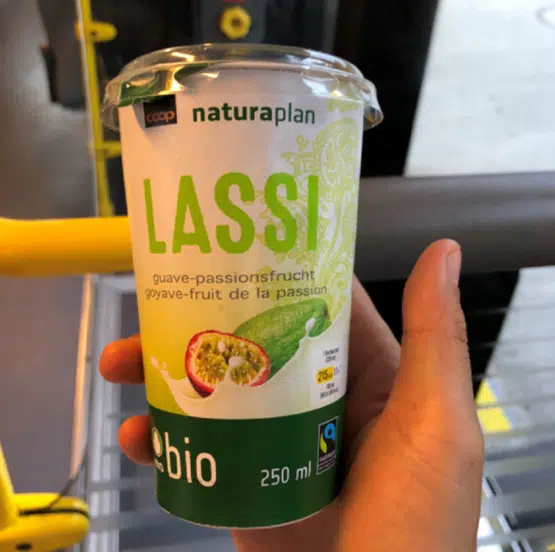 coop naturaplan
LASSI
guave-passionsfrucht
goyave-fruit de la passion
bio
250 ml